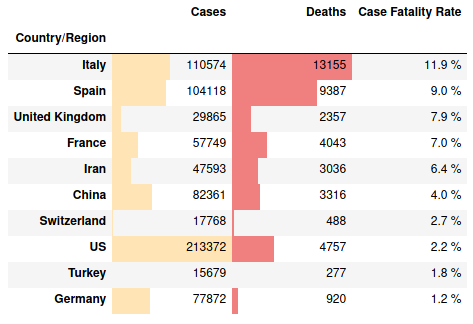 Cases Deaths Case Fatality Rate
Country/Region
Italy 110574 13155 11.9 %
Spain 104118 9387 9.0 %
United Kingdom 29865 2357 7.9 %
France 57749 4043 7.0 %
Iran 47593 3036 6.4 %
China 82361 3316 4.0 %
Switzerland 17768 488 2.7 %
US 213372 4757 2.2 %
Turkey 15679 277 1.8 %
Germany 77872 920 1.2 %